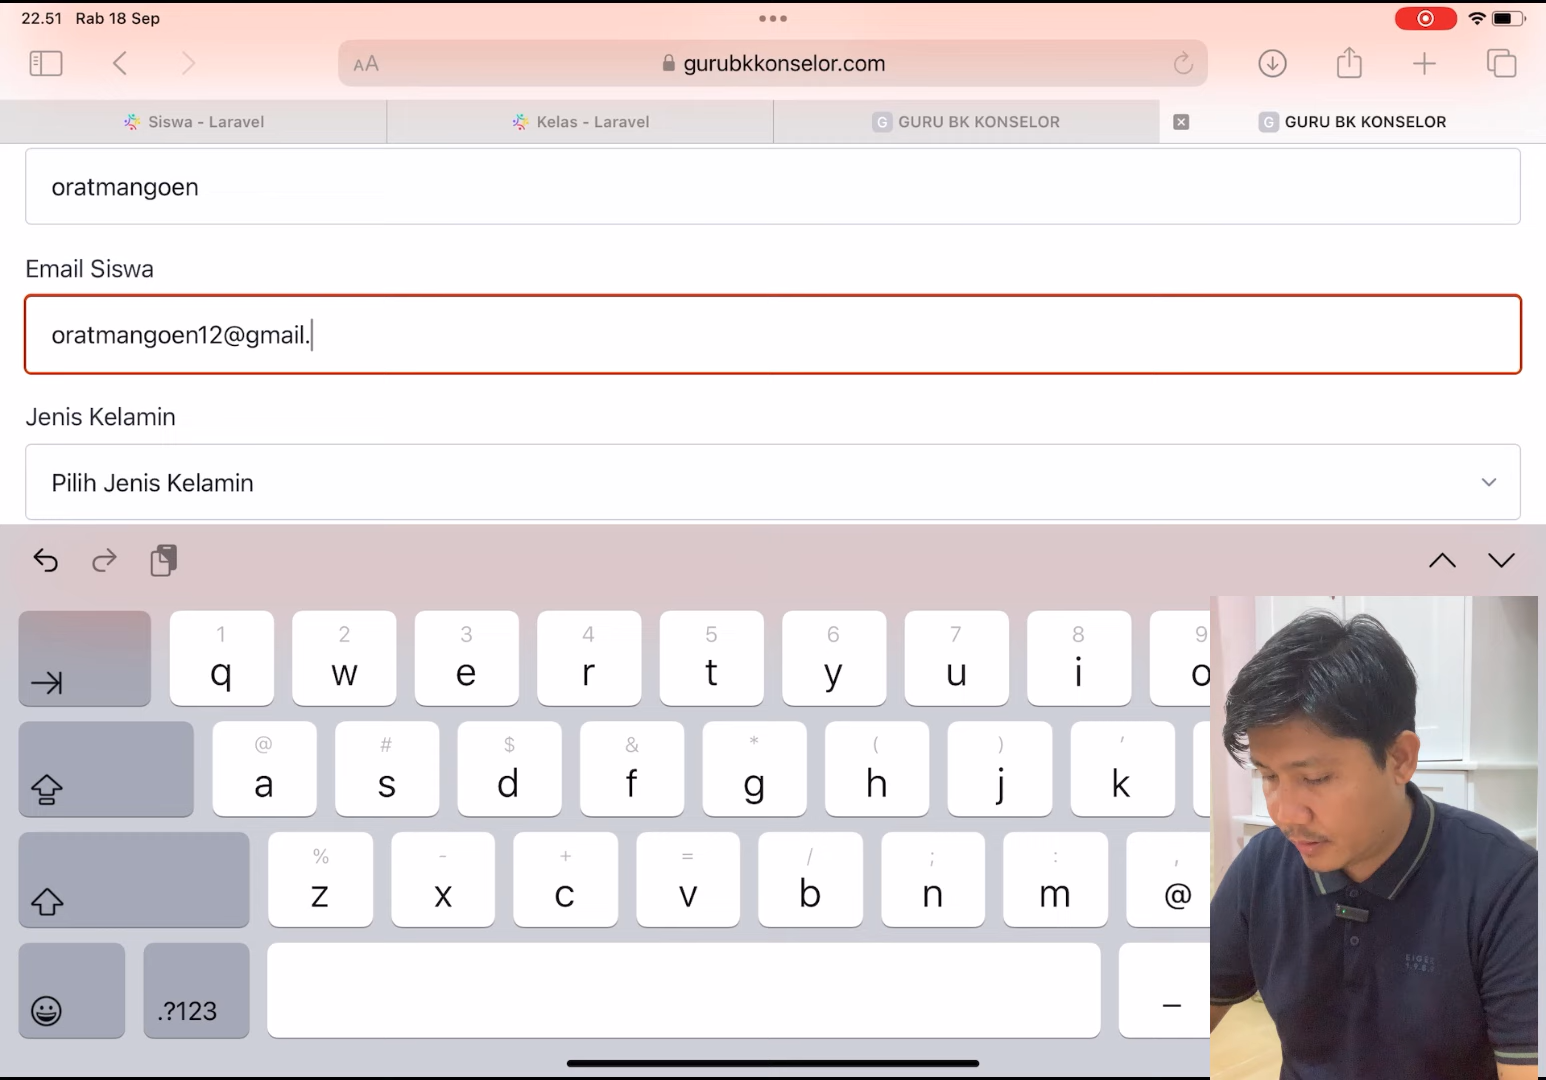 22.51 Rab 18 Sep
AA gurubkkonselor.com
Siswa - Laravel Kelas - Laravel G GURU BK KONSELOR G GURU BK KONSELOR
oratmangoen
Email Siswa
oratmangoen12@gmail.
Jenis Kelamin
Pilih Jenis Kelamin
1 2 3 4 5 6 7 8 9
q w e r t y u i o
@ # $ & * ( ) '
a s d f g h j k
% - + = / ; : ,
z x c v b n m @
.?123 _